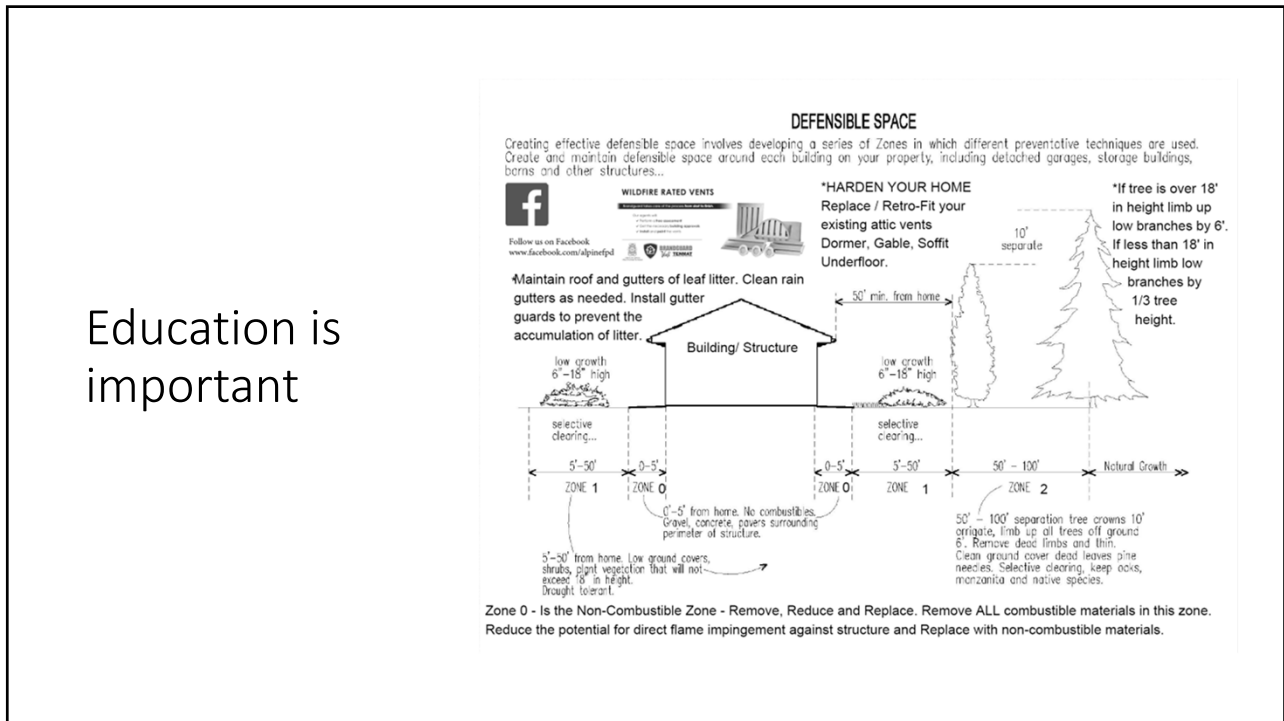 Education is
important
DEFENSIBLE SPACE
Creating effective defensible space involves developing a series of Zones in which different preventative techniques are used.
Create and maintain defensible space around each building on your property, including detached garages, storage buildings,
barns and other structures...
f
Follow us on Facebook
www.facebook.com/alpinefpd
WILDFIRE RATED VENTS
BRANDGUARD
*HARDEN YOUR HOME
Replace / Retro-Fit your
existing attic vents
Dormer, Gable, Soffit
Underfloor.
10'
separate
*If tree is over 18'
in height limb up
low branches by 6'.
If less than 18' in
height limb low
branches by
1/3 tree
height.
*Maintain roof and gutters of leaf litter. Clean rain
gutters as needed. Install gutter
guards to prevent the
accumulation of litter.
50' min. from home
Building/ Structure
low growth
6"-18" high
low growth
6"-18" high
selective
clearing...
selective
clearing...
5'-50' 0-5' 0-5' 5'-50' 50' - 100' Natural Growth
ZONE 1 ZONE 0 ZONE 0 ZONE 1 ZONE 2
0'-5' from home. No combustibles.
Gravel, concrete, pavers surrounding
perimeter of structure.
5'-50' from home. Low ground covers,
shrubs, plant vegetation that will not
exceed 18" in height.
Drought tolerant.
50' - 100' separation tree crowns 10'
orrigate, limb up all trees off ground
6'. Remove dead limbs and thin.
Clean ground cover dead leaves pine
needles. Selective clearing, keep oaks,
manzanita and native species.
Zone 0 - Is the Non-Combustible Zone - Remove, Reduce and Replace. Remove ALL combustible materials in this zone.
Reduce the potential for direct flame impingement against structure and Replace with non-combustible materials.